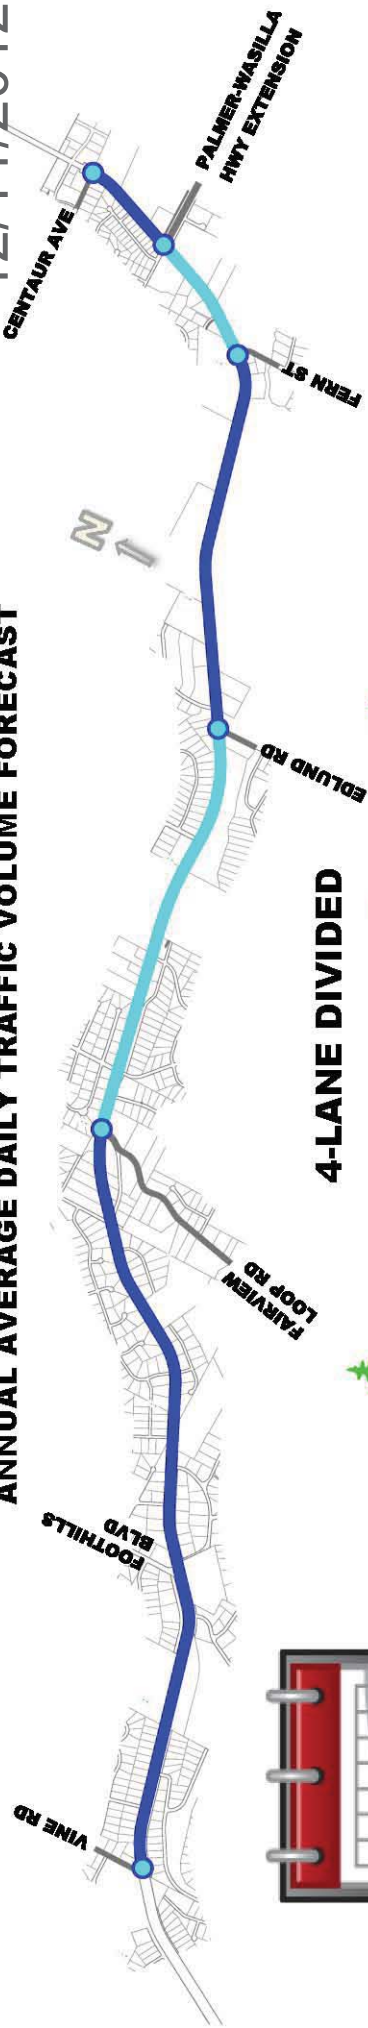 ANNUAL AVERAGE DAILY TRAFFIC VOLUME FORECAST
VINE RD
FOOTHILLS
BLVD
FAIRVIEW
LOOP RD
EDLUND RD
FERN ST
PALMER-WASILLA
HWY EXTENSION
CENTAUR AVE
N
4-LANE DIVIDED